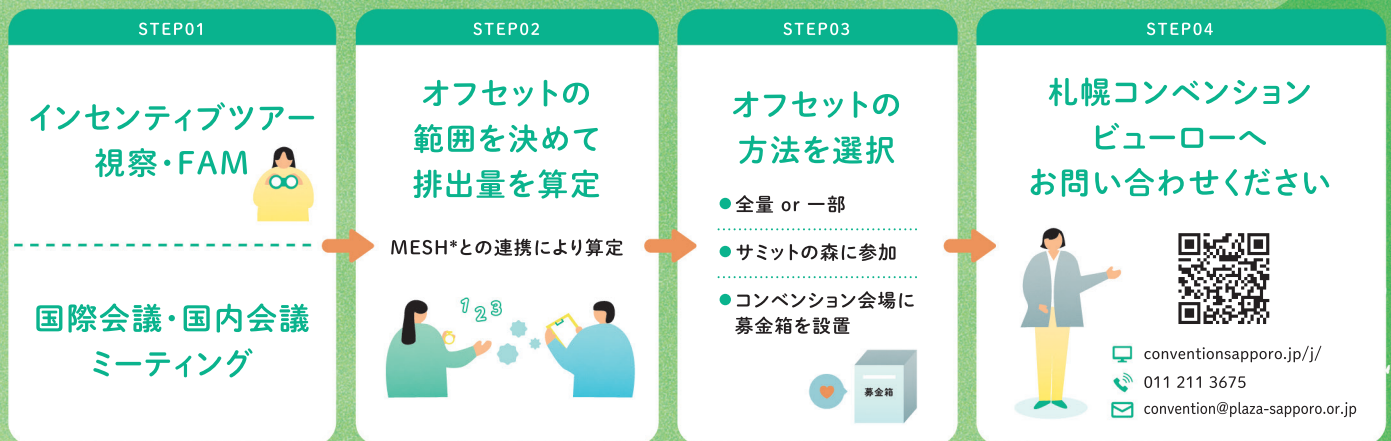 STEP01
インセンティブツアー
視察・FAM
国際会議・国内会議
ミーティング
STEP02
オフセットの
範囲を決めて
排出量を算定
MESH*との連携により算定
1 2 3
STEP03
オフセットの
方法を選択
●全量 or 一部
●サミットの森に参加
●コンベンション会場に
募金箱を設置
募金箱
STEP04
札幌コンベンション
ビューローへ
お問い合わせください
conventionsapporo.jp/j/
011 211 3675
convention@plaza-sapporo.or.jp